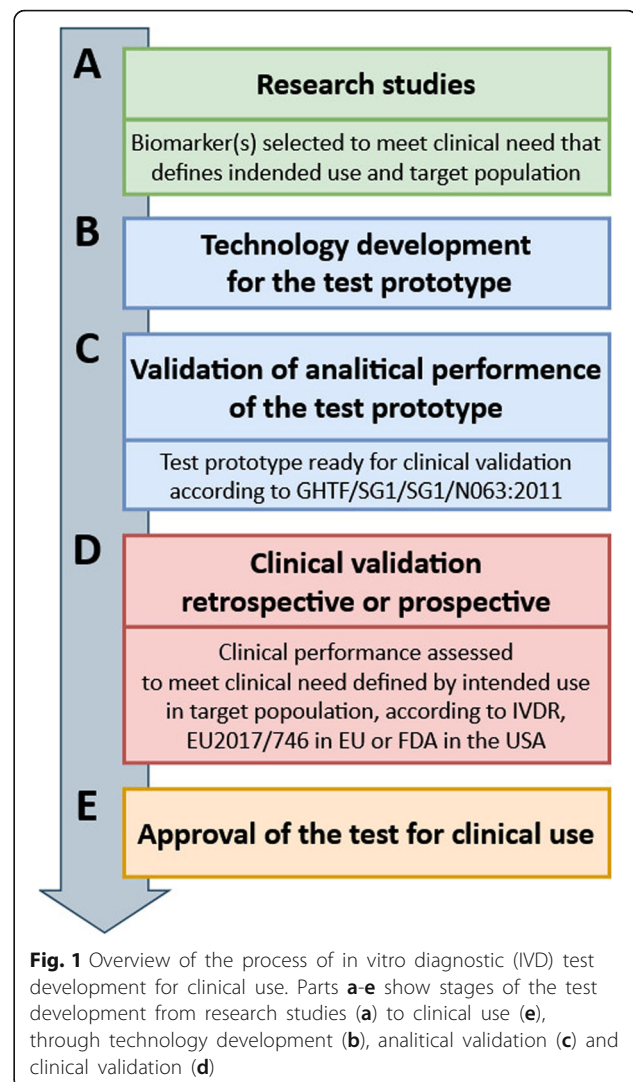 A
Research studies
Biomarker(s) selected to meet clinical need that
defines indended use and target population
B
Technology development
for the test prototype
C
Validation of analitical performence
of the test prototype
Test prototype ready for clinical validation
according to GHTF/SG1/SG1/N063:2011
D
Clinical validation
retrospective or prospective
Clinical performance assessed
to meet clinical need defined by intended use
in target popoulation, according to IVDR,
EU2017/746 in EU or FDA in the USA
E
Approval of the test for clinical use
Fig. 1 Overview of the process of in vitro diagnostic (IVD) test
development for clinical use. Parts a-e show stages of the test
development from research studies (a) to clinical use (e),
through technology development (b), analitical validation (c) and
clinical validation (d)